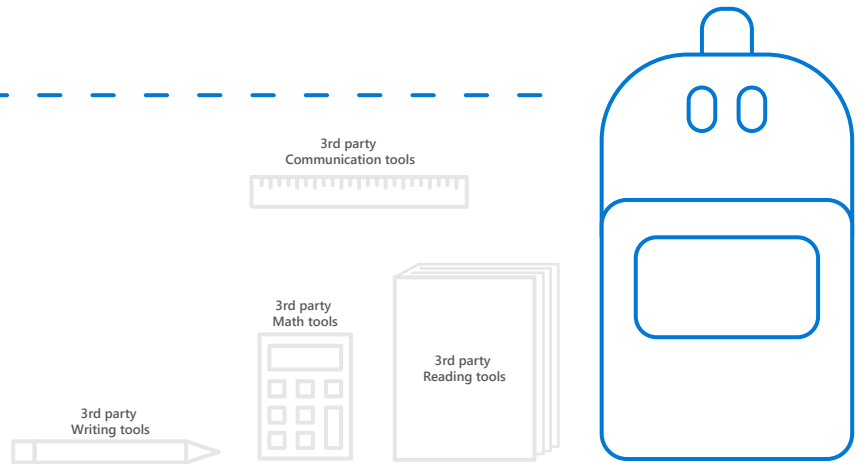 3rd party
Communication tools
3rd party
Math tools
3rd party
Reading tools
3rd party
Writing tools